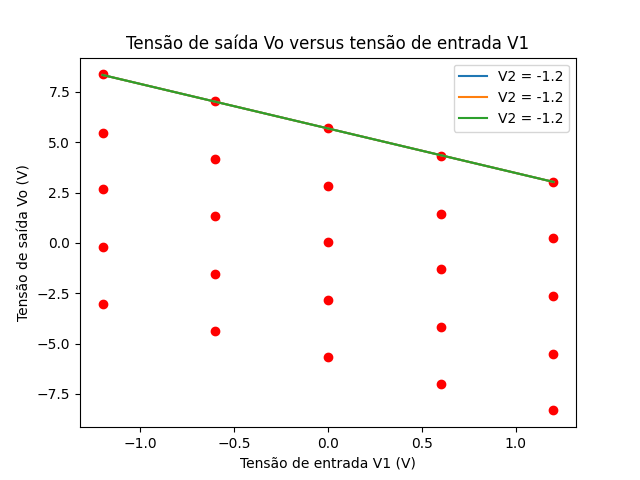 Tensão de saída Vo versus tensão de entrada V1
V2 = -1.2
V2 = -1.2
V2 = -1.2
Tensão de saída Vo (V)
7.5
5.0
2.5
0.0
−2.5
−5.0
−7.5
−1.0 −0.5 0.0 0.5 1.0
Tensão de entrada V1 (V)